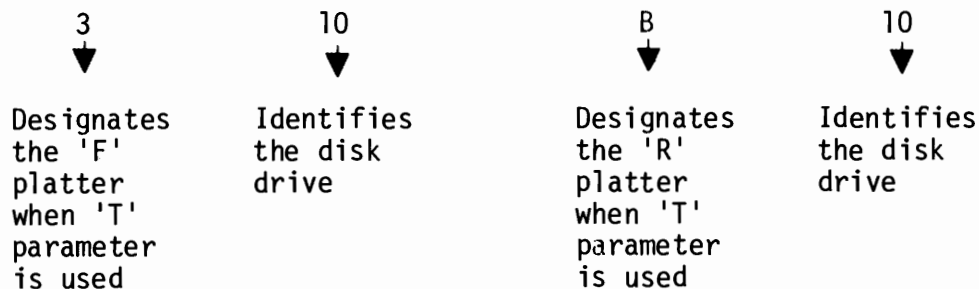 3 10 B 10
Designates Identifies Designates Identifies
the 'F' the disk the 'R' the disk
platter drive platter drive
when 'T' when 'T'
parameter parameter
is used is used